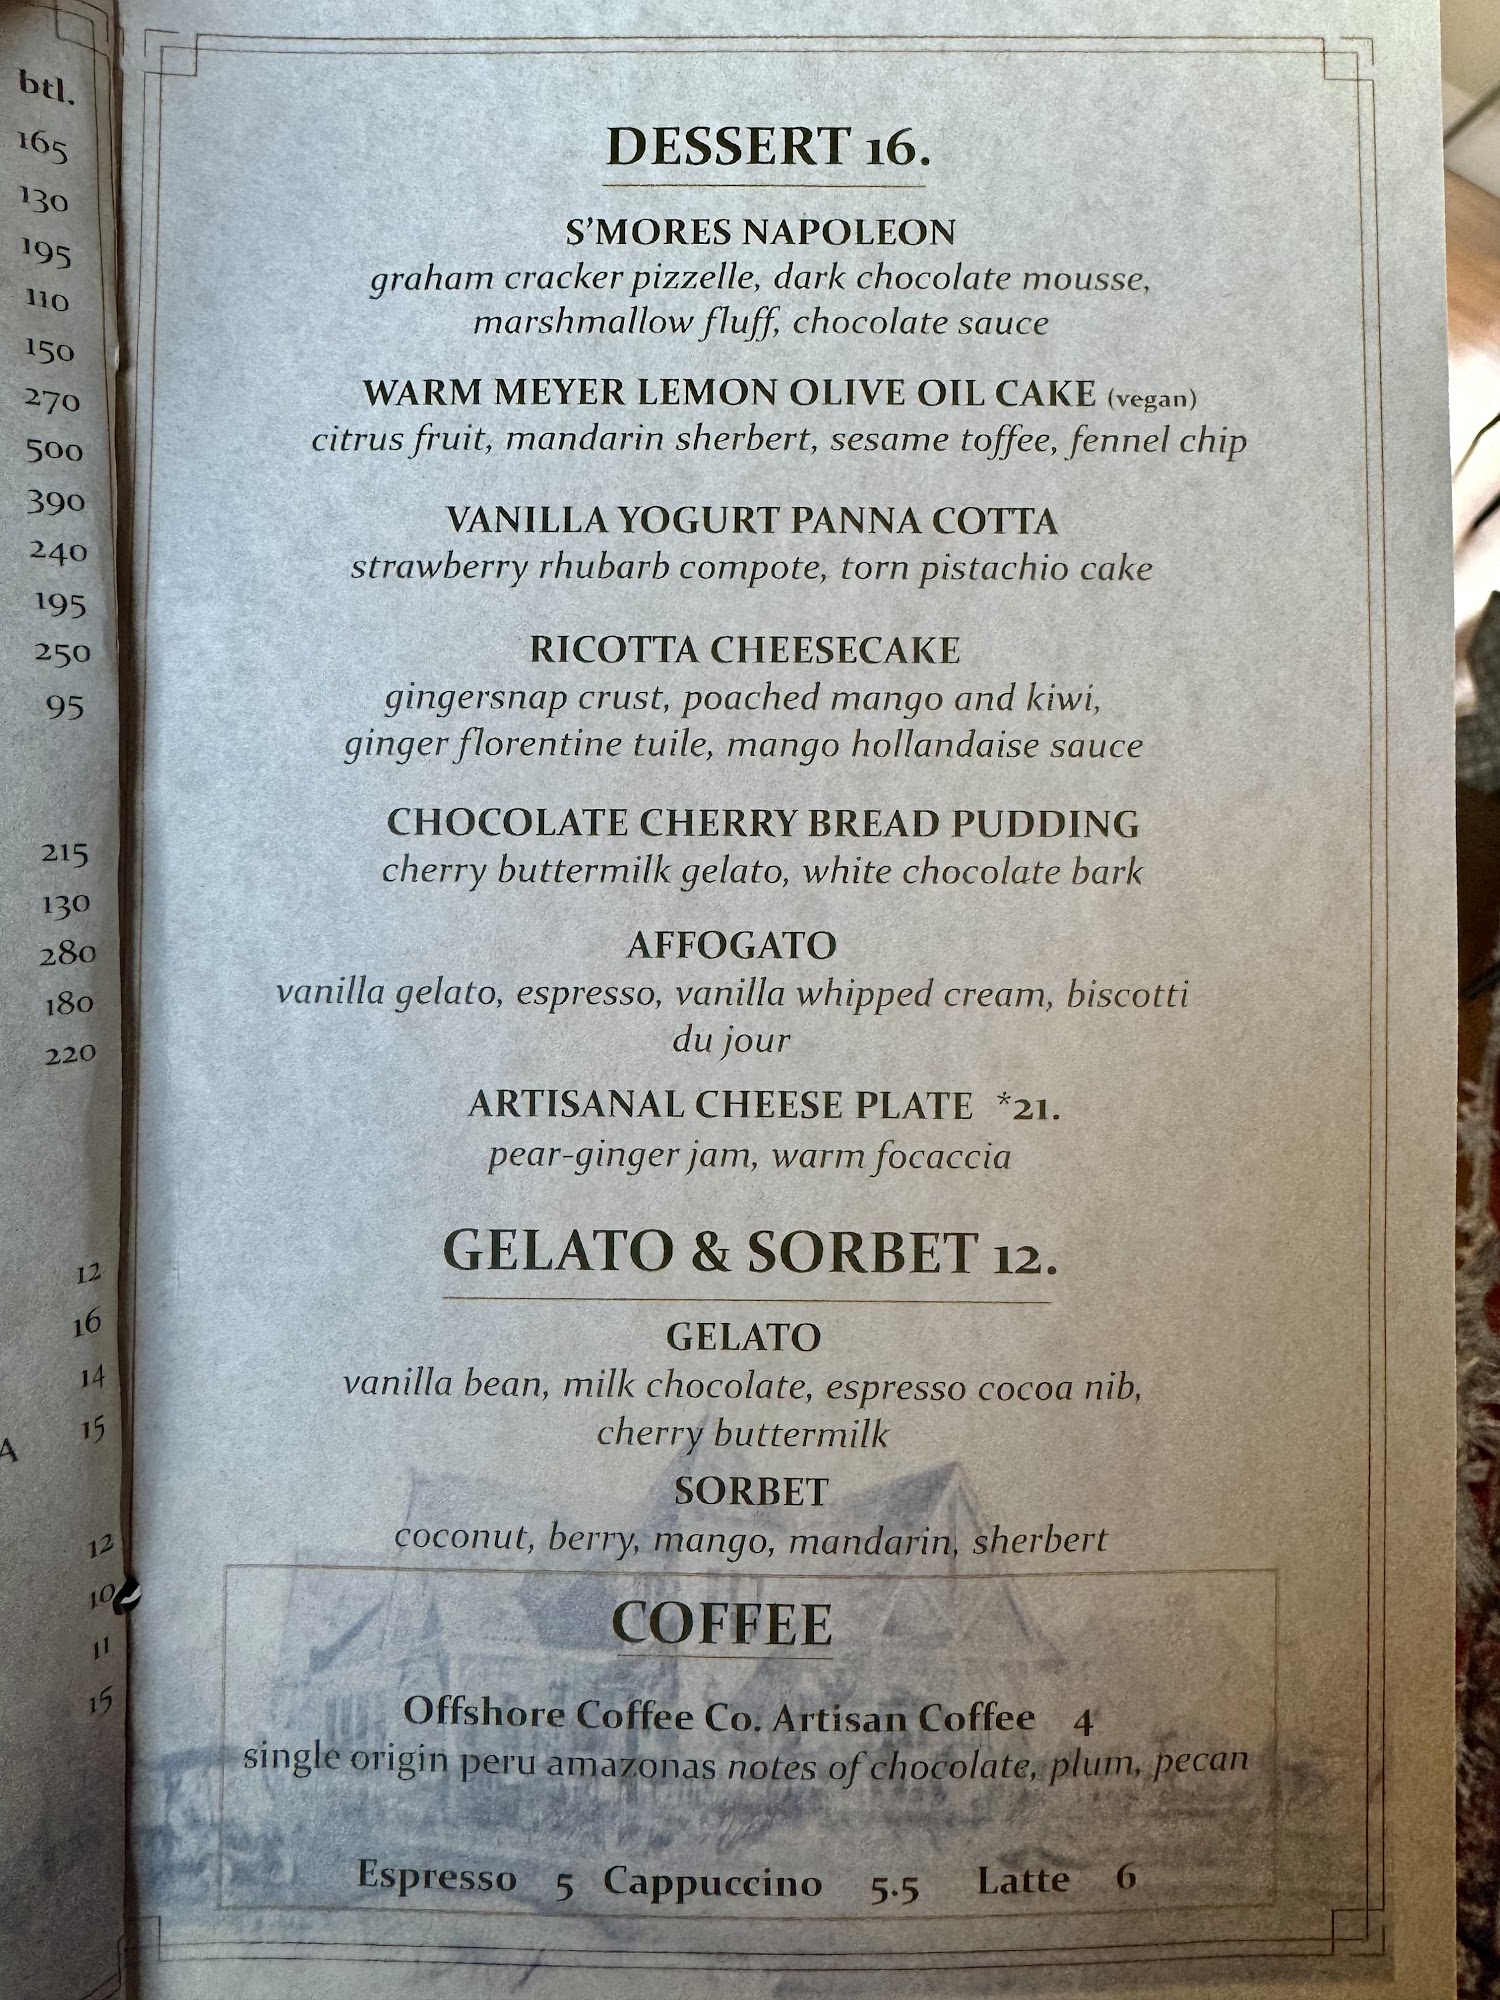 btl.
165
130
195
110
150
270
500
390
240
195
250
95
215
130
280
180
220
12
16
14
15
A
12
10
11
15
DESSERT 16.
S'MORES NAPOLEON
graham cracker pizzelle, dark chocolate mousse,
marshmallow fluff, chocolate sauce
WARM MEYER LEMON OLIVE OIL CAKE (vegan)
citrus fruit, mandarin sherbert, sesame toffee, fennel chip
VANILLA YOGURT PANNA COTTA
strawberry rhubarb compote, torn pistachio cake
RICOTTA CHEESECAKE
gingersnap crust, poached mango and kiwi,
ginger florentine tuile, mango hollandaise sauce
CHOCOLATE CHERRY BREAD PUDDING
cherry buttermilk gelato, white chocolate bark
AFFOGATO
vanilla gelato, espresso, vanilla whipped cream, biscotti
du jour
ARTISANAL CHEESE PLATE *21.
pear-ginger jam, warm focaccia
GELATO & SORBET 12.
GELATO
vanilla bean, milk chocolate, espresso cocoa nib,
cherry buttermilk
SORBET
coconut, berry, mango, mandarin, sherbert
COFFEE
Offshore Coffee Co. Artisan Coffee 4
single origin peru amazonas notes of chocolate, plum, pecan
Espresso 5 Cappuccino 5.5 Latte 6